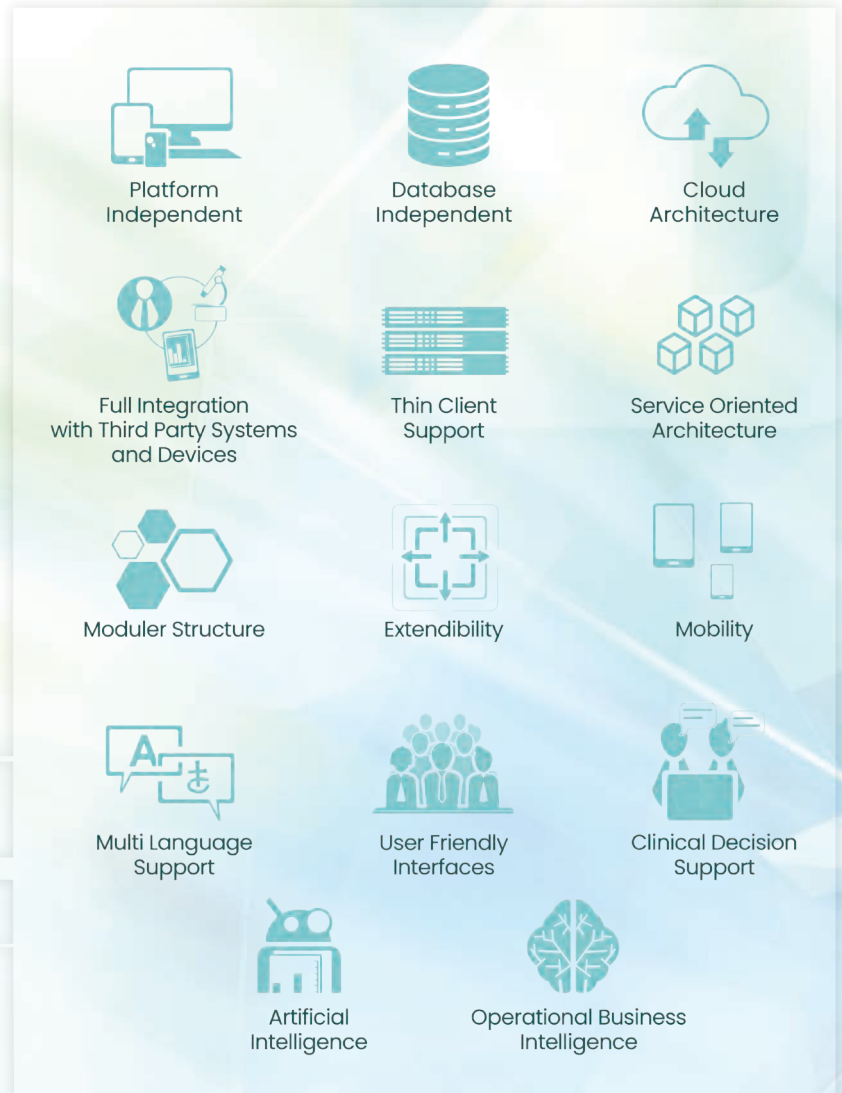 Platform
Independent
Database
Independent
Cloud
Architecture
Full Integration
with Third Party Systems
and Devices
Thin Client
Support
Service Oriented
Architecture
Moduler Structure
Extendibility
Mobility
A
Multi Language
Support
User Friendly
Interfaces
Clinical Decision
Support
Artificial
Intelligence
Operational Business
Intelligence